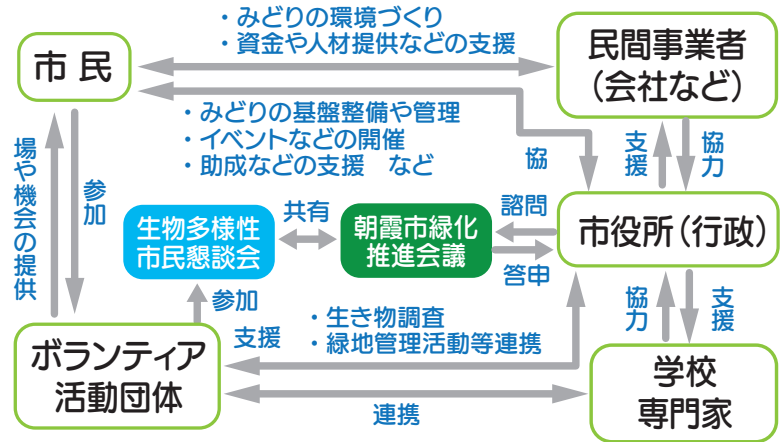 ・みどりの環境づくり
・資金や人材提供などの支援
市民
民間事業者
(会社など)
・みどりの基盤整備や管理
・イベントなどの開催
・助成などの支援　など
協
支援
協力
場や機会の提供
参加
生物多様性
市民懇談会
共有
朝霞市緑化
推進会議
諮問
答申
市役所(行政)
参加
支援
・生き物調査
・緑地管理活動等連携
協力
支援
ボランティア
活動団体
連携
学校
専門家